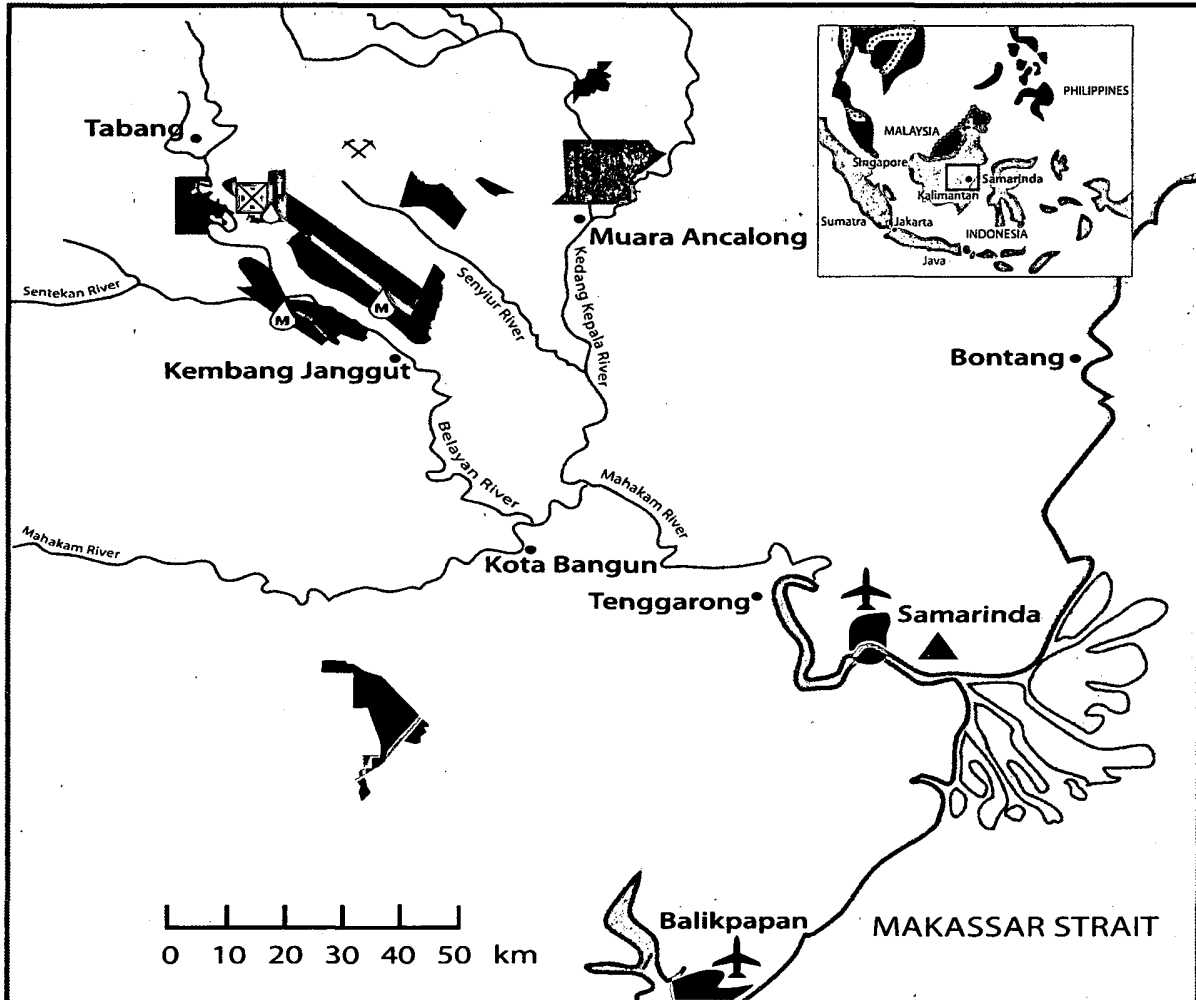 PHILIPPINES
MALAYSIA
Singapore
Samarinda
Kalimantan
Sumatra
Jakarta
INDONESIA
Java
Tabang
Muara Ancalong
Sentekan River
M
M
Senyiur River
Kedang Kepala River
Kembang Janggut
Bontang
Belayan River
Mahakam River
Mahakam River
Kota Bangun
Tenggarong
Samarinda
Balikpapan
MAKASSAR STRAIT
0 10 20 30 40 50 km